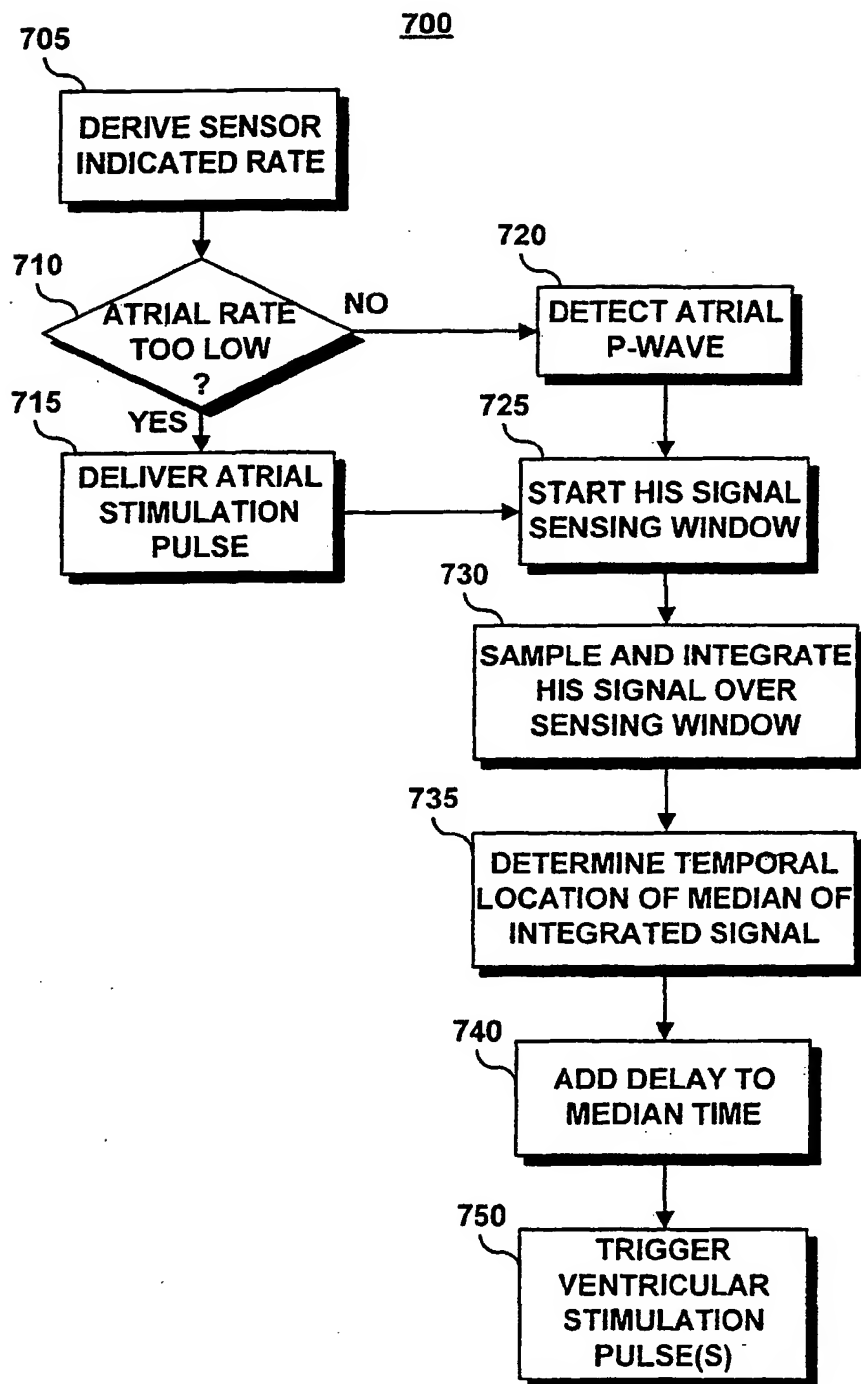 700
705
DERIVE SENSOR
INDICATED RATE
710
ATRIAL RATE
TOO LOW
?
NO
YES
715
DELIVER ATRIAL
STIMULATION
PULSE
720
DETECT ATRIAL
P-WAVE
725
START HIS SIGNAL
SENSING WINDOW
730
SAMPLE AND INTEGRATE
HIS SIGNAL OVER
SENSING WINDOW
735
DETERMINE TEMPORAL
LOCATION OF MEDIAN OF
INTEGRATED SIGNAL
740
ADD DELAY TO
MEDIAN TIME
750
TRIGGER
VENTRICULAR
STIMULATION
PULSE(S)